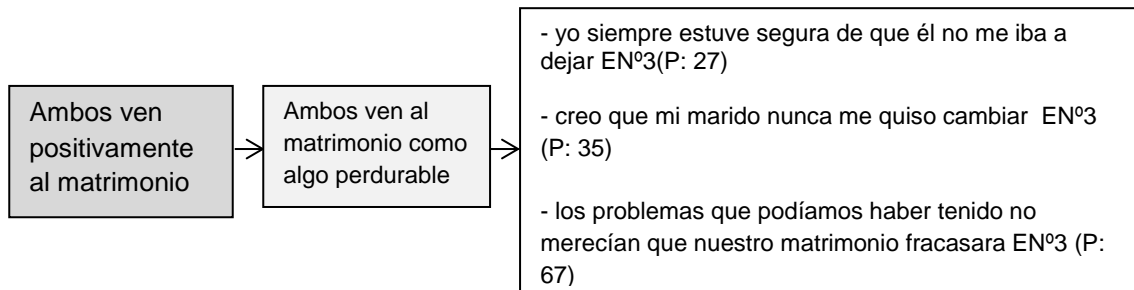 Ambos ven
positivamente
al matrimonio
Ambos ven al
matrimonio como
algo perdurable
- yo siempre estuve segura de que él no me iba a
dejar ENº3(P: 27)
- creo que mi marido nunca me quiso cambiar  ENº3
(P: 35)
- los problemas que podíamos haber tenido no
merecían que nuestro matrimonio fracasara ENº3 (P:
67)